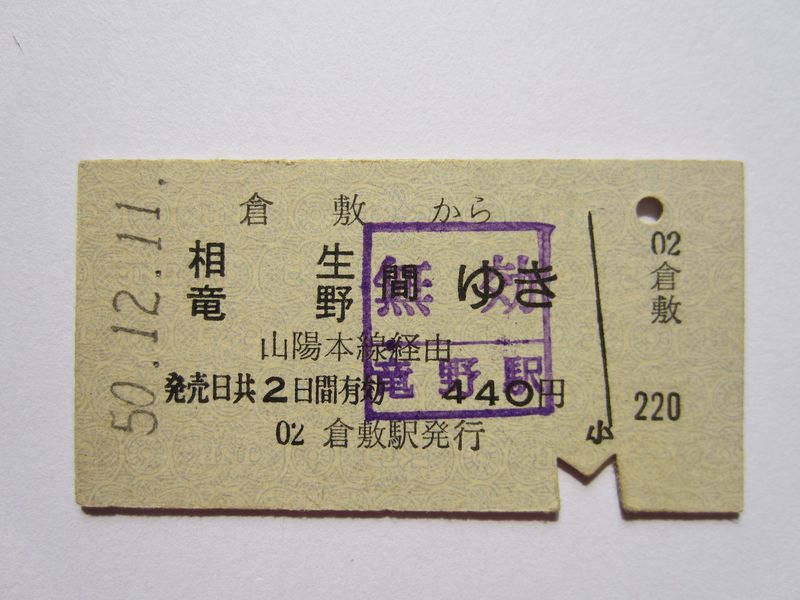 50.12.11.
倉敷から
相生
竜野
間ゆき
山陽本線経由
発売日共2日間有効 440円
02 倉敷駅発行
小
02
倉敷
220
無効
竜野駅